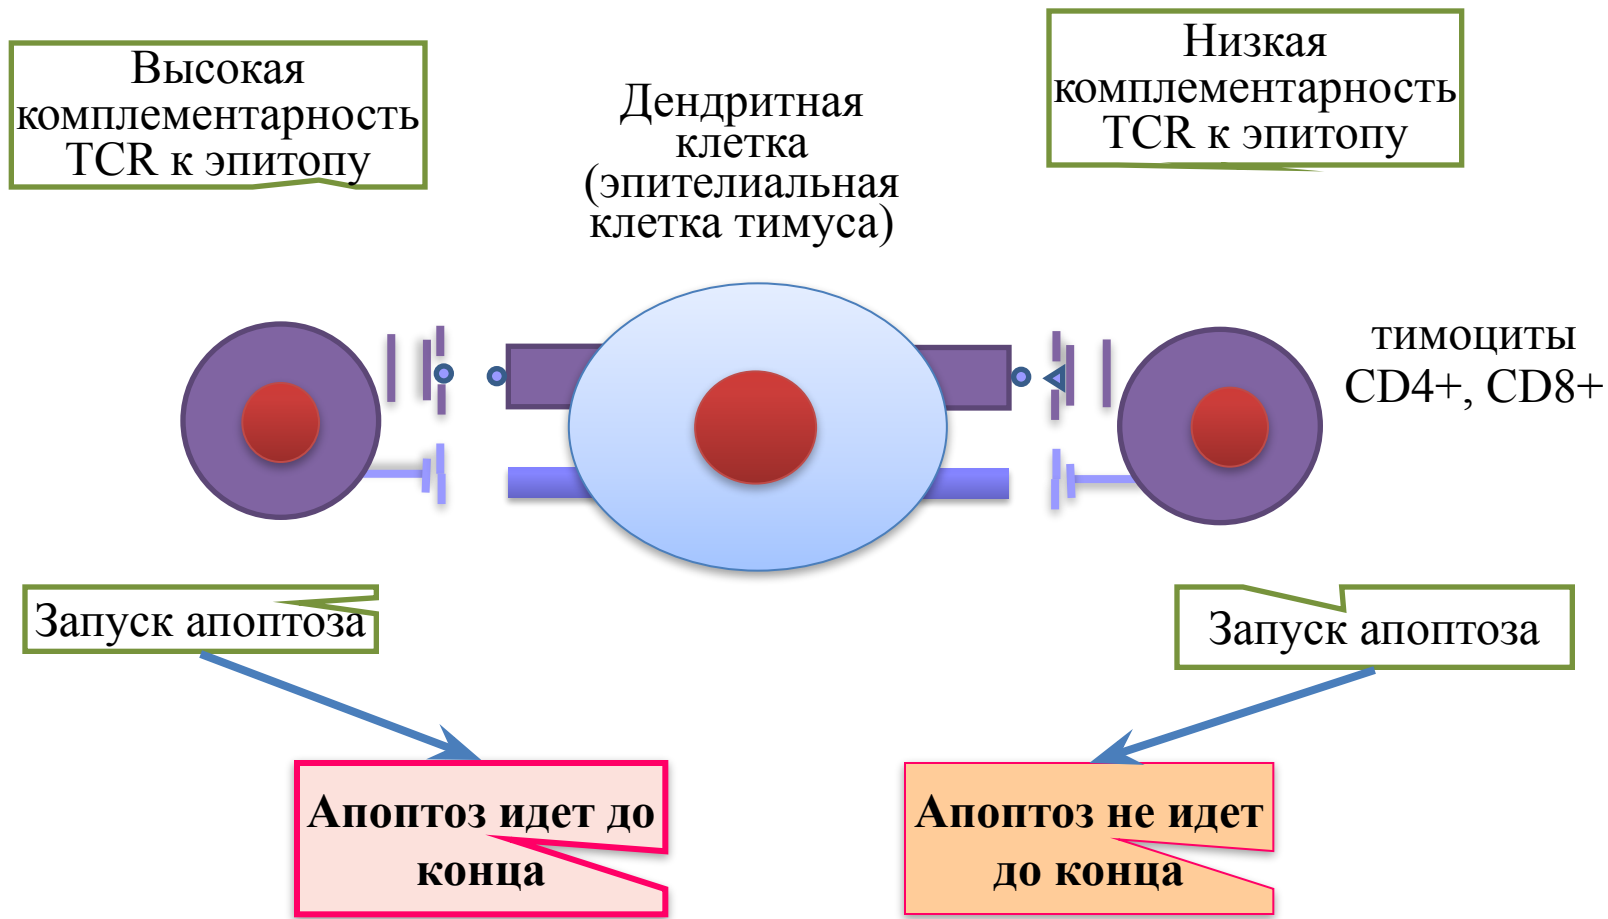 Высокая
комплементарность
TCR к эпитопу
Дендритная
клетка
(эпителиальная
клетка тимуса)
Низкая
комплементарность
TCR к эпитопу
тимоциты
CD4+, CD8+
Запуск апоптоза
Запуск апоптоза
Апоптоз идет до
конца
Апоптоз не идет
до конца